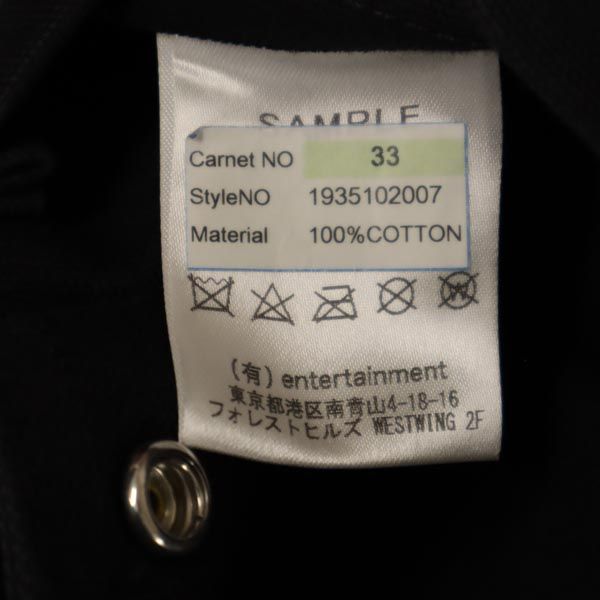 SAMPLE
Carnet NO 33
StyleNO 1935102007
Material 100%COTTON
(有) entertainment
東京都港区南青山4-18-16
フォレストヒルズ WESTWING 2F